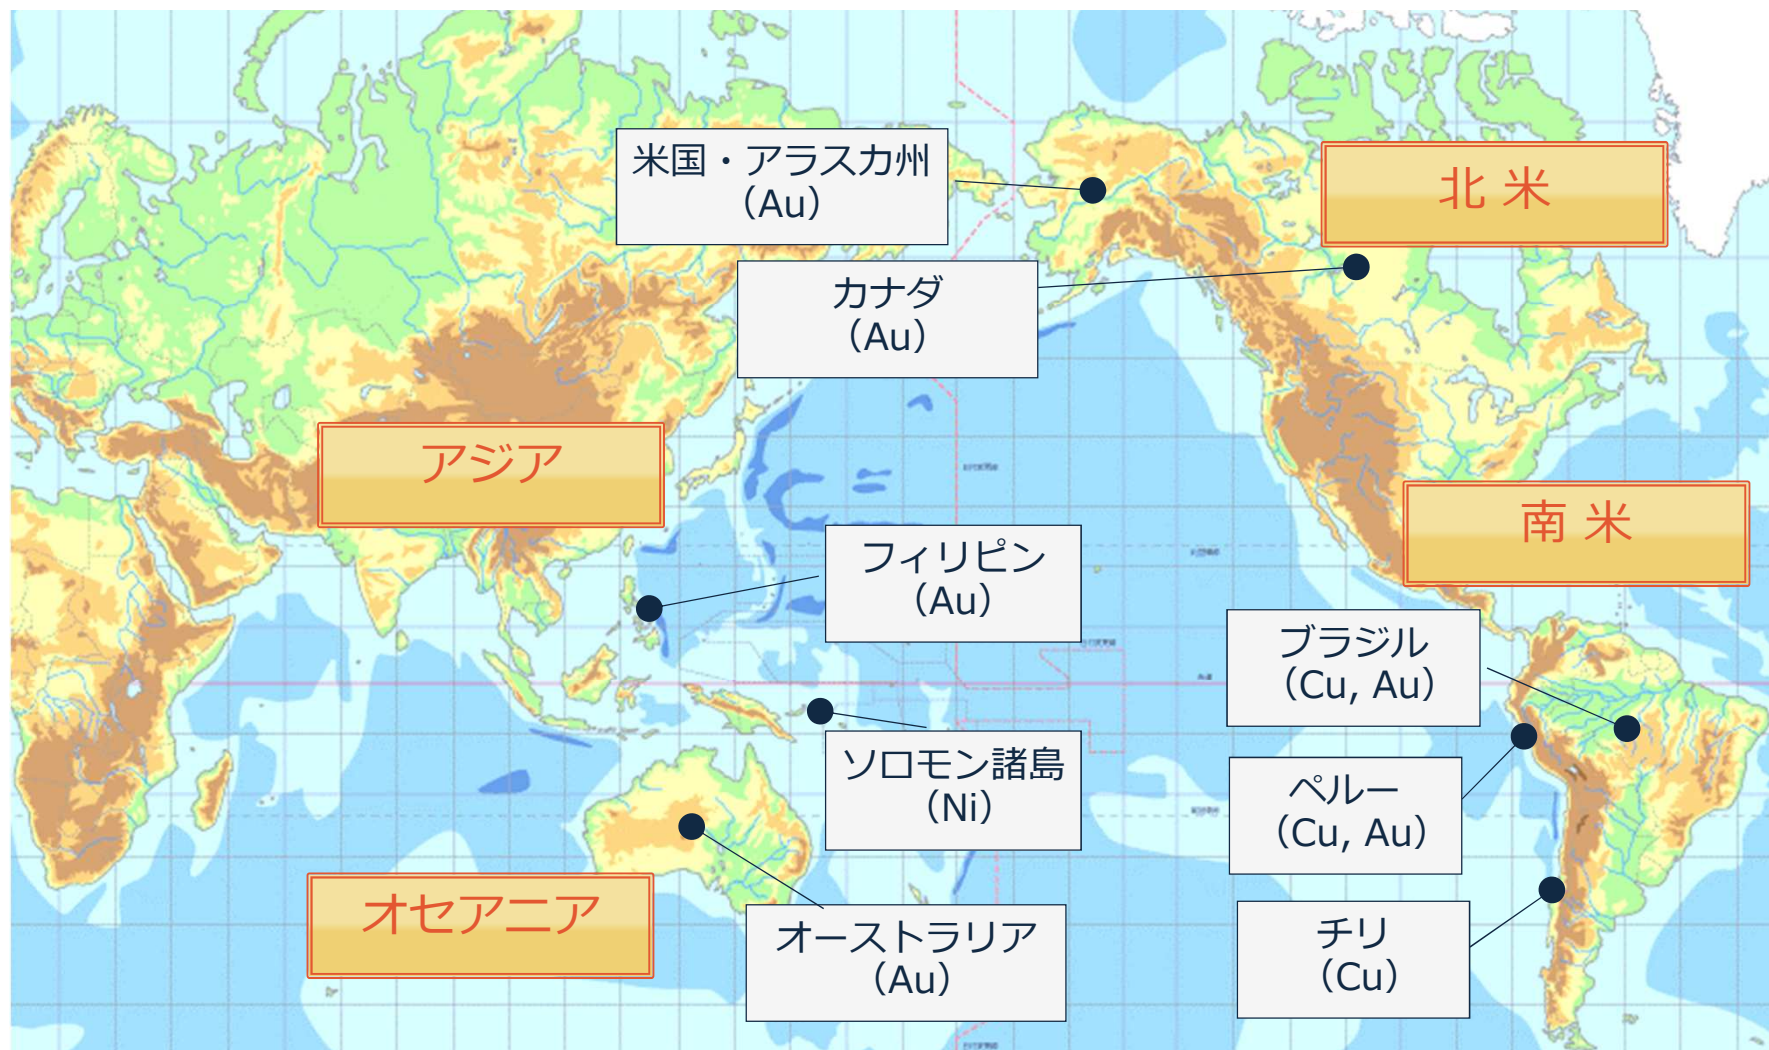 米国・アラスカ州
（Au）
北 米
カナダ
（Au）
アジア
南 米
フィリピン
（Au）
ブラジル
（Cu, Au）
ソロモン諸島
（Ni）
ペルー
（Cu, Au）
オセアニア
オーストラリア
（Au）
チリ
（Cu）